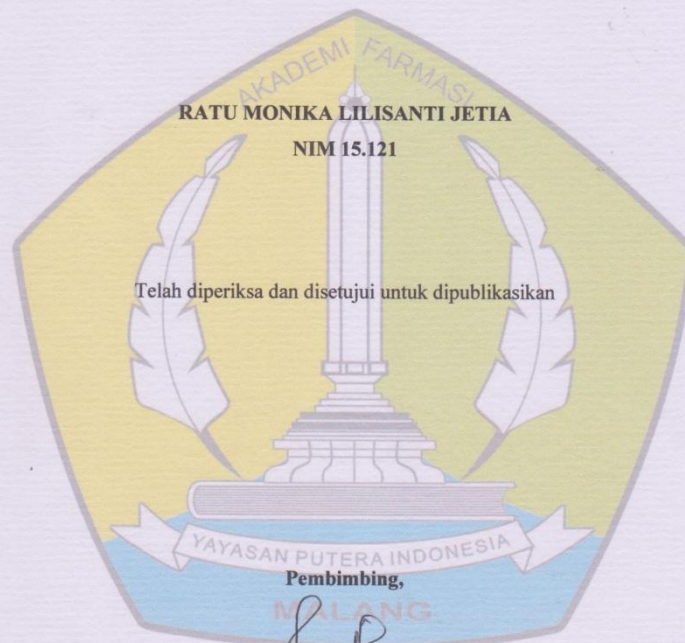 AKADEMI FARMASI
RATU MONIKA LILISANTI JETIA
NIM 15.121
Telah diperiksa dan disetujui untuk dipublikasikan
YAYASAN PUTERA INDONESIA
Pembimbing,
MALANG